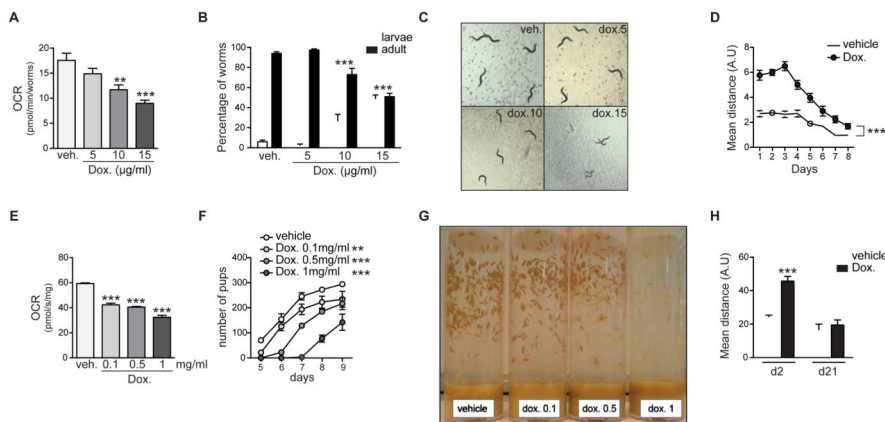 A
OCR
(pmol/min/worms)
25
20
15
10
5
0
**
***
veh.
5
10
15
Dox. (µg/ml)
B
larvae
adult
Percentage of worms
100
80
60
40
20
0
***
***
veh.
5
10
15
Dox. (µg/ml)
C
veh.
dox.5
dox.10
dox.15
D
vehicle
Dox.
Mean distance (A.U)
8
6
4
2
0
***
1 2 3 4 5 6 7 8
Days
E
OCR
(pmol/s/mg)
80
60
40
20
0
***
***
***
veh.
0.1
0.5
1
mg/ml
Dox.
F
vehicle
Dox. 0.1mg/ml **
Dox. 0.5mg/ml ***
Dox. 1mg/ml ***
number of pups
400
300
200
100
0
5 6 7 8 9
days
G
vehicle
dox. 0.1
dox. 0.5
dox. 1
H
vehicle
Dox.
Mean distance (A.U)
60
40
20
0
***
d2
d21